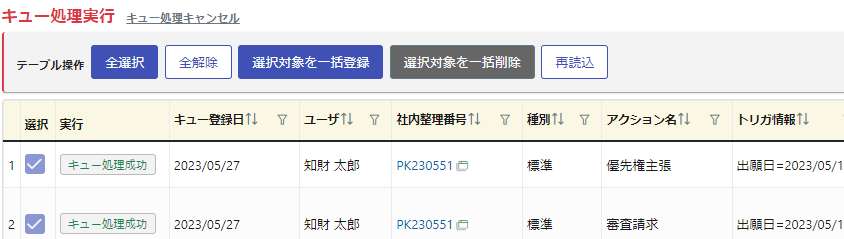 キュー処理実行 キュー処理キャンセル
テーブル操作 全選択 全解除 選択対象を一括登録 選択対象を一括削除 再読込
選択 実行 キュー登録日 ユーザ 社内整理番号 種別 アクション名 トリガ情報
1 キュー処理成功 2023/05/27 知財 太郎 PK230551 標準 優先権主張 出願日=2023/05/1
2 キュー処理成功 2023/05/27 知財 太郎 PK230551 標準 審査請求 出願日=2023/05/1